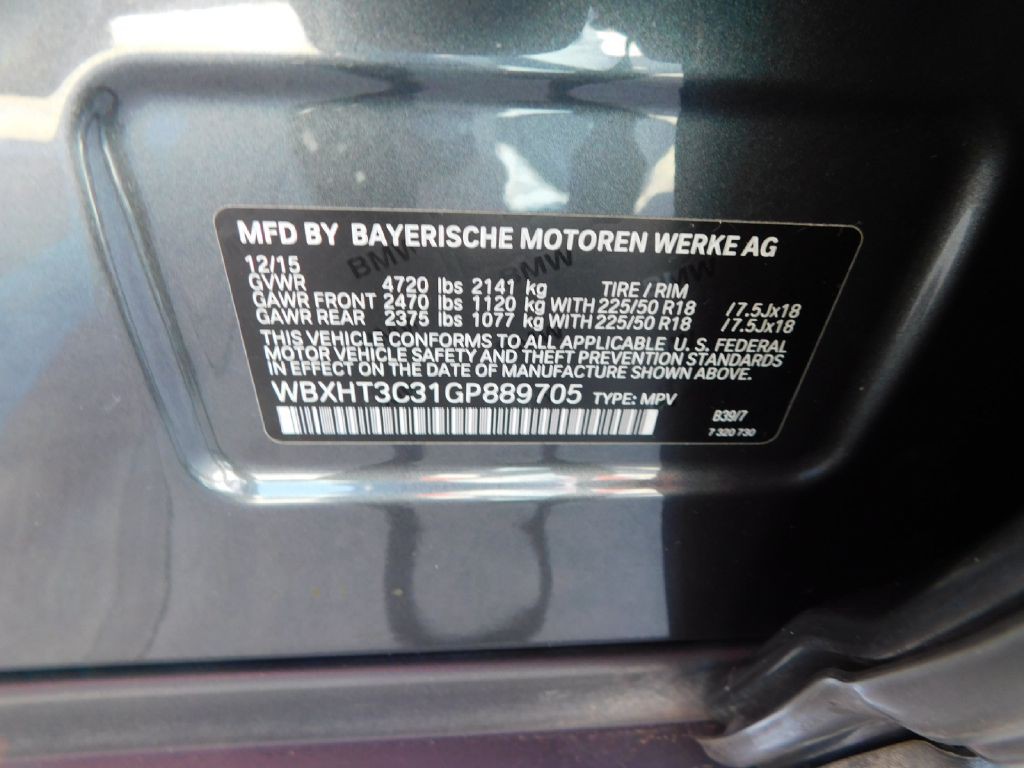 MFD BY BAYERISCHE MOTOREN WERKE AG
12/15
GVWR 4720 lbs 2141 kg TIRE / RIM
GAWR FRONT 2470 lbs 1120 kg WITH 225/50 R18 /7.5Jx18
GAWR REAR 2375 lbs 1077 kg WITH 225/50 R18 /7.5Jx18
THIS VEHICLE CONFORMS TO ALL APPLICABLE U.S. FEDERAL
MOTOR VEHICLE SAFETY AND THEFT PREVENTION STANDARDS
IN EFFECT ON THE DATE OF MANUFACTURE SHOWN ABOVE.
WBXHT3C31GP889705 TYPE: MPV
B39/7
7 320 730
BMW BMW BMW